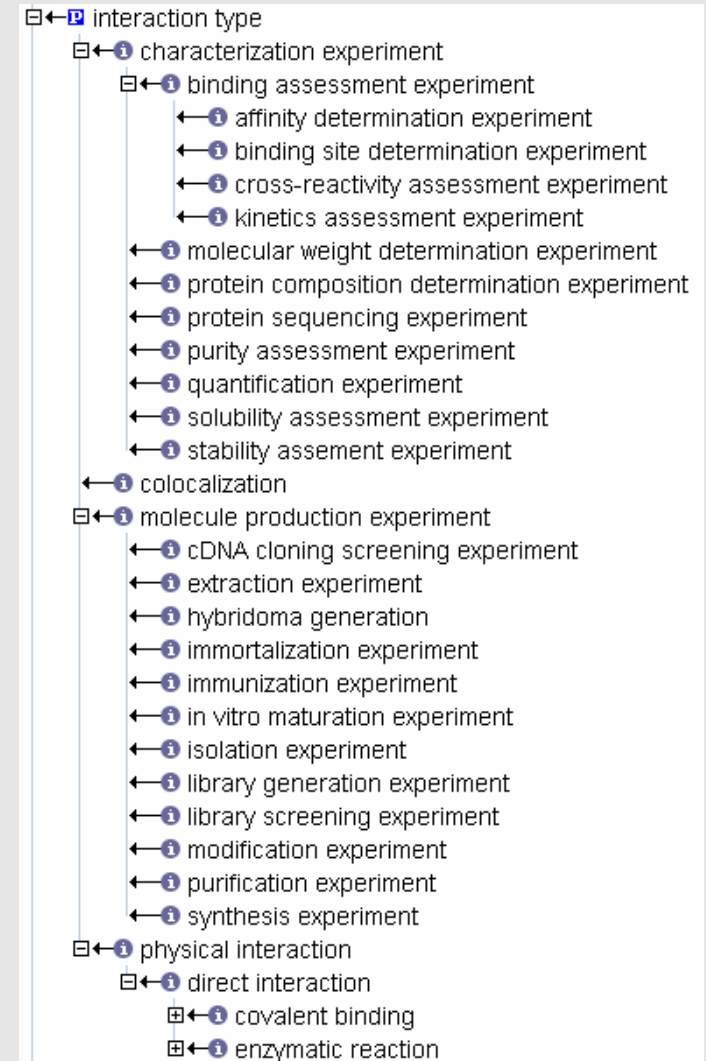 interaction type
characterization experiment
binding assessment experiment
affinity determination experiment
binding site determination experiment
cross-reactivity assessment experiment
kinetics assessment experiment
molecular weight determination experiment
protein composition determination experiment
protein sequencing experiment
purity assessment experiment
quantification experiment
solubility assessment experiment
stability assement experiment
colocalization
molecule production experiment
cDNA cloning screening experiment
extraction experiment
hybridoma generation
immortalization experiment
immunization experiment
in vitro maturation experiment
isolation experiment
library generation experiment
library screening experiment
modification experiment
purification experiment
synthesis experiment
physical interaction
direct interaction
covalent binding
enzymatic reaction